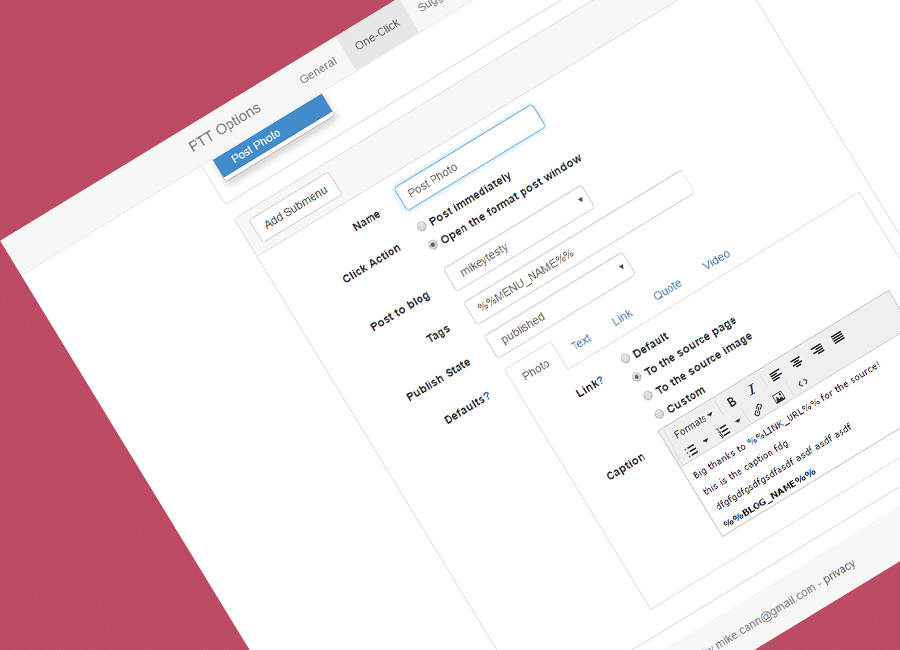 PTT Options
General
One-Click
Post Photo
Add Submenu
Name
Post Photo
Click Action
Post immediately
Open the format post window
Post to blog
mikeytesty
Tags
%%MENU_NAME%%
Publish State
published
Defaults?
Photo
Text
Link
Quote
Video
Link?
Default
To the source page
To the source image
Custom
Caption
Formats
B
I
Big thanks to %%LINK_URL%% for the source!
this is the caption fdg
dfgfgdfgsdfgsdfasdf asdf asdf asdf
%%BLOG_NAME%%
mike.cann@gmail.com - privacy